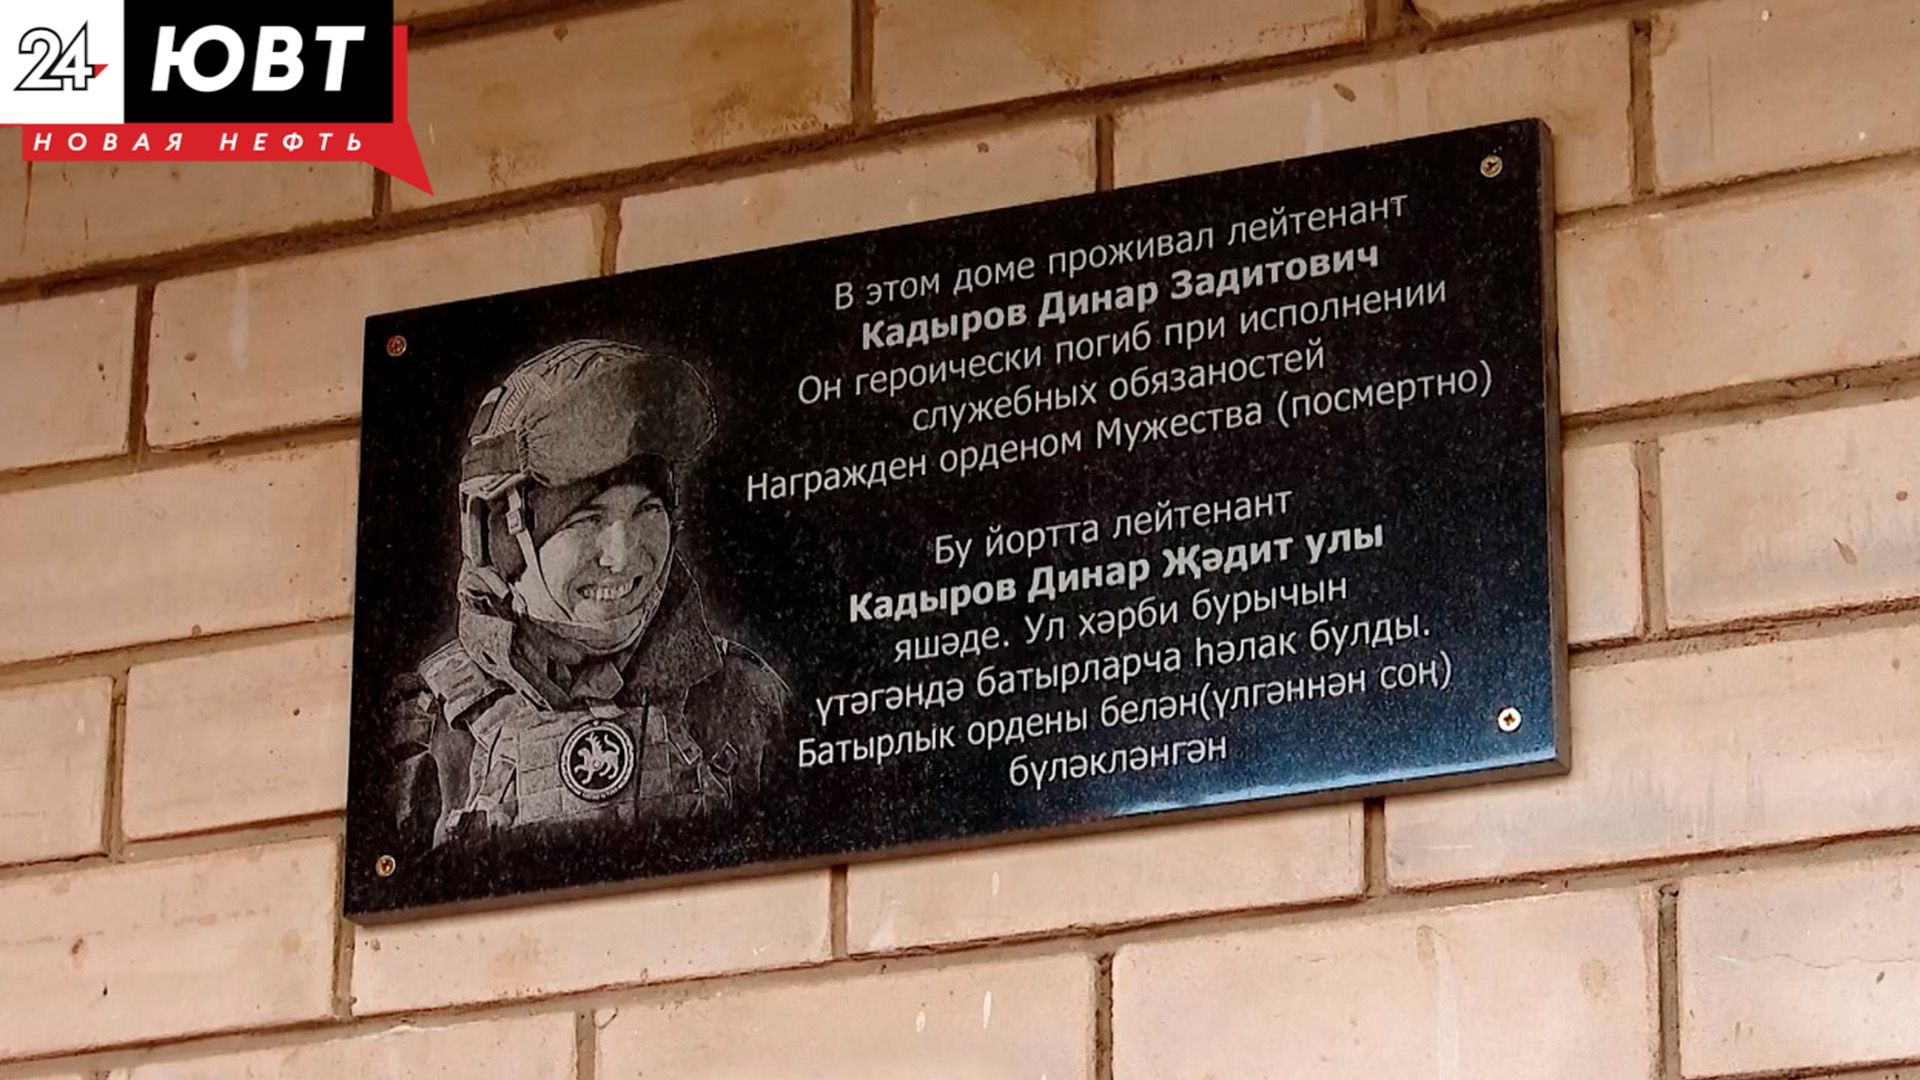 24 ЮВТ
НОВАЯ НЕФТЬ
В этом доме проживал лейтенант
Кадыров Динар Задитович
Он героически погиб при исполнении
служебных обязаностей
Награжден орденом Мужества (посмертно)
Бу йортта лейтенант
Кадыров Динар Җәдит улы
яшәде. Ул хәрби бурычын
үтәгәндә батырларча һәлак булды.
Батырлык ордены белән(үлгәннән соң)
бүләкләнгән